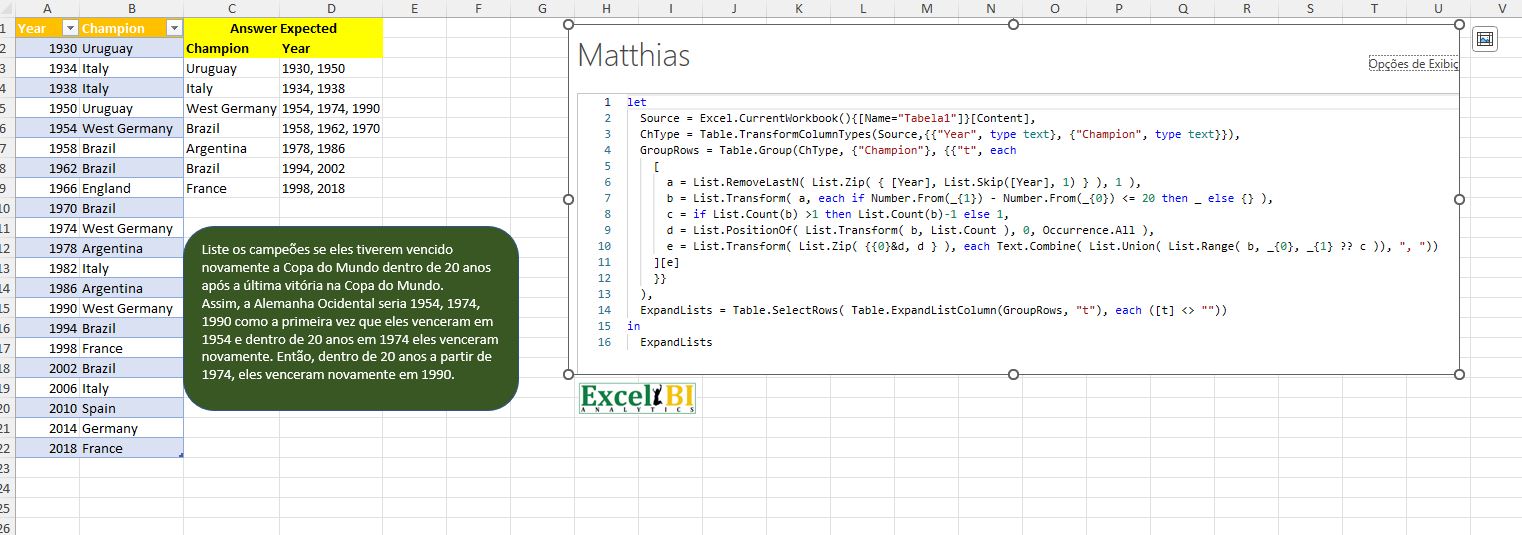 A B C D E F G H I J K L M N O P Q R S T U V
1 Year Champion Answer Expected
2 1930 Uruguay Champion Year
3 1934 Italy Uruguay 1930, 1950
4 1938 Italy Italy 1934, 1938
5 1950 Uruguay West Germany 1954, 1974, 1990
6 1954 West Germany Brazil 1958, 1962, 1970
7 1958 Brazil Argentina 1978, 1986
8 1962 Brazil Brazil 1994, 2002
9 1966 England France 1998, 2018
10 1970 Brazil
11 1974 West Germany
12 1978 Argentina
13 1982 Italy
14 1986 Argentina
15 1990 West Germany
16 1994 Brazil
17 1998 France
18 2002 Brazil
19 2006 Italy
20 2010 Spain
21 2014 Germany
22 2018 France
23
24
25
26
Liste os campeões se eles tiverem vencido
novamente a Copa do Mundo dentro de 20 anos
após a última vitória na Copa do Mundo.
Assim, a Alemanha Ocidental seria 1954, 1974,
1990 como a primeira vez que eles venceram em
1954 e dentro de 20 anos em 1974 eles venceram
novamente. Então, dentro de 20 anos a partir de
1974, eles venceram novamente em 1990.
Matthias
Opções de Exibiç
1 let
2 Source = Excel.CurrentWorkbook(){[Name="Tabela1"]}[Content],
3 ChType = Table.TransformColumnTypes(Source,{{"Year", type text}, {"Champion", type text}}),
4 GroupRows = Table.Group(ChType, {"Champion"}, {{"t", each
5 [
6 a = List.RemoveLastN( List.Zip( { [Year], List.Skip([Year], 1) } ), 1 ),
7 b = List.Transform( a, each if Number.From(_{1}) - Number.From(_{0}) <= 20 then _ else {} ),
8 c = if List.Count(b) >1 then List.Count(b)-1 else 1,
9 d = List.PositionOf( List.Transform( b, List.Count ), 0, Occurrence.All ),
10 e = List.Transform( List.Zip( {{0}&d, d } ), each Text.Combine( List.Union( List.Range( b, _{0}, _{1} ?? c )), ", "))
11 ][e]
12 }}
13 ),
14 ExpandLists = Table.SelectRows( Table.ExpandListColumn(GroupRows, "t"), each ([t] <> ""))
15 in
16 ExpandLists
Excel BI
ANALYTICS